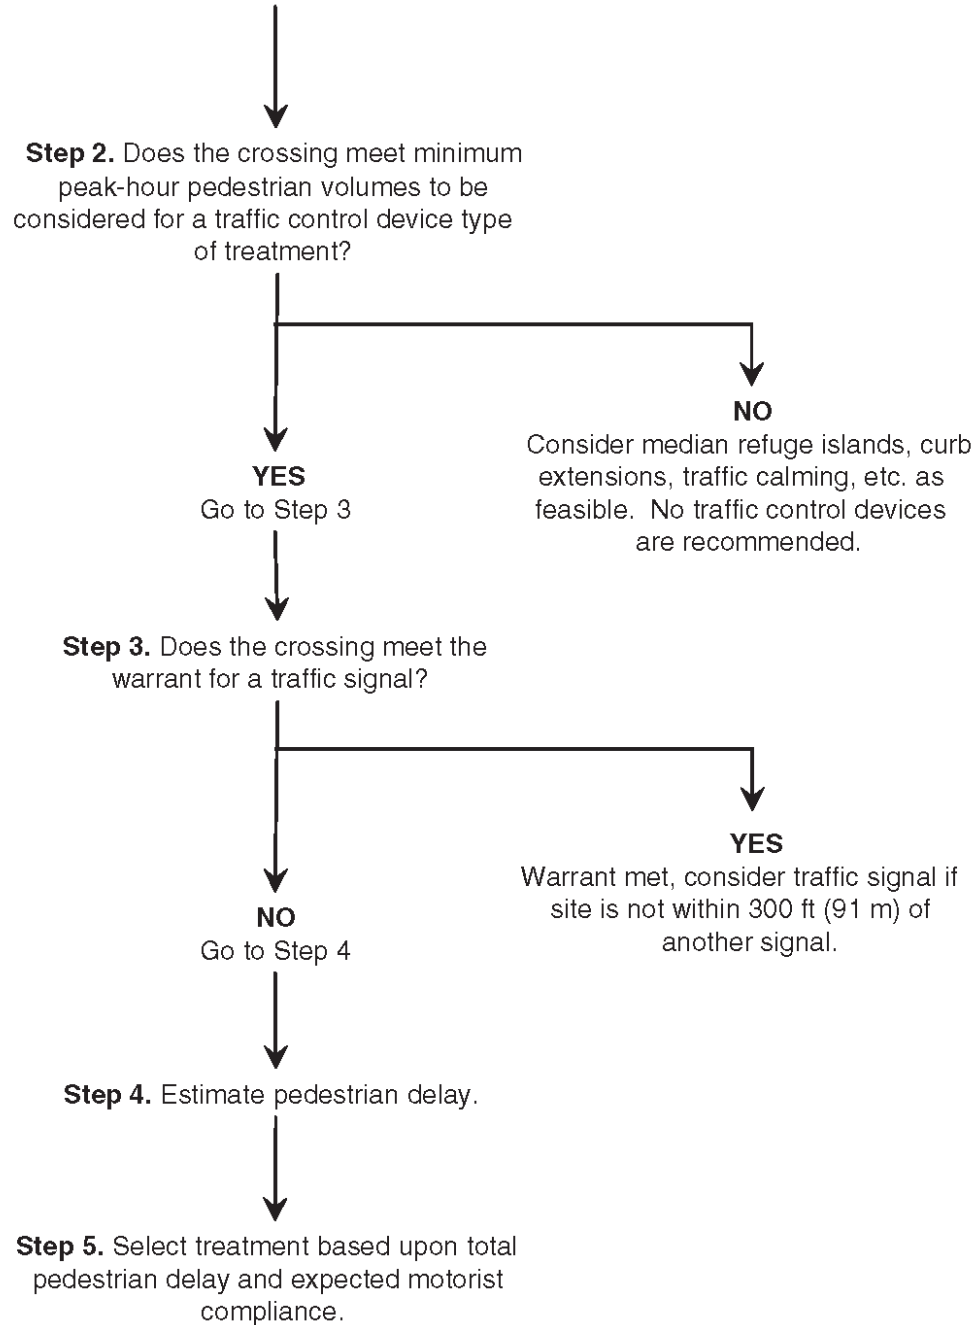 Step 2. Does the crossing meet minimum
peak-hour pedestrian volumes to be
considered for a traffic control device type
of treatment?
NO
Consider median refuge islands, curb
extensions, traffic calming, etc. as
feasible. No traffic control devices
are recommended.
YES
Go to Step 3
Step 3. Does the crossing meet the
warrant for a traffic signal?
YES
Warrant met, consider traffic signal if
site is not within 300 ft (91 m) of
another signal.
NO
Go to Step 4
Step 4. Estimate pedestrian delay.
Step 5. Select treatment based upon total
pedestrian delay and expected motorist
compliance.